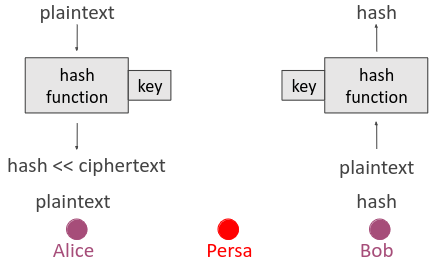 plaintext
hash
function
key
hash << ciphertext
plaintext
Alice
Persa
hash
key
hash
function
plaintext
hash
Bob